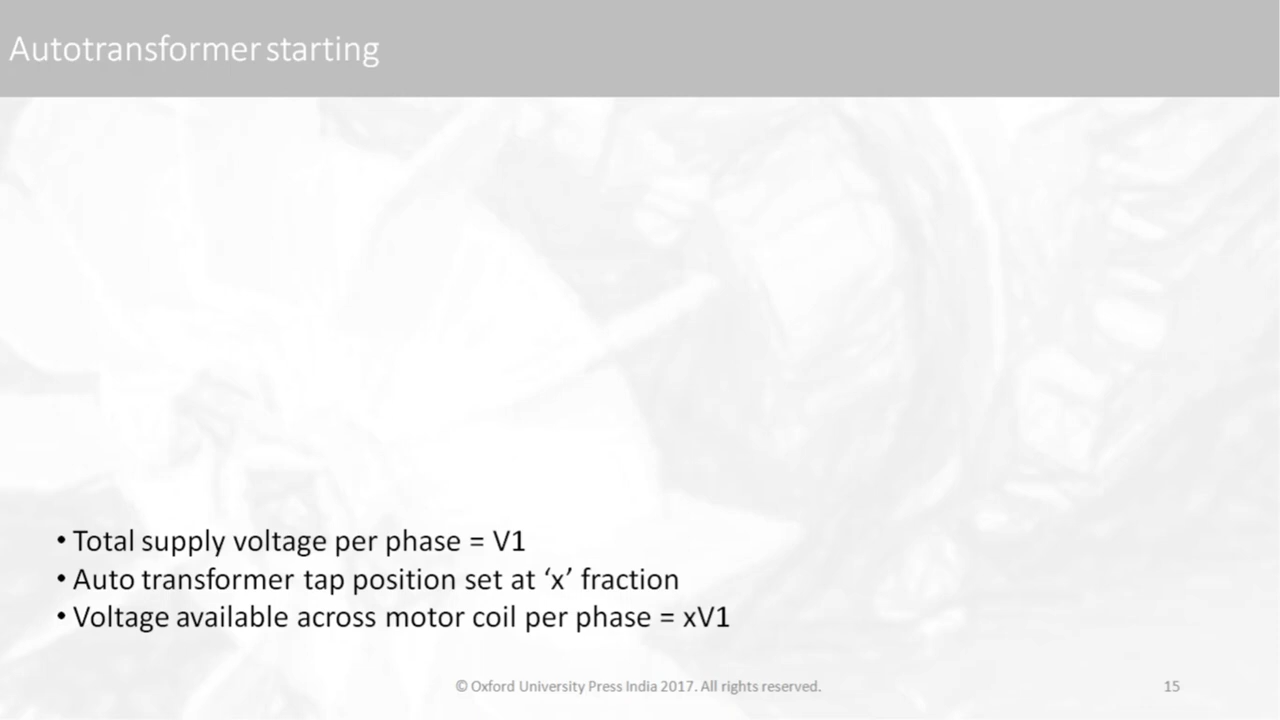 Autotransformer starting
• Total supply voltage per phase = V1
• Auto transformer tap position set at ‘x’ fraction
• Voltage available across motor coil per phase = xV1
© Oxford University Press India 2017. All rights reserved.
15